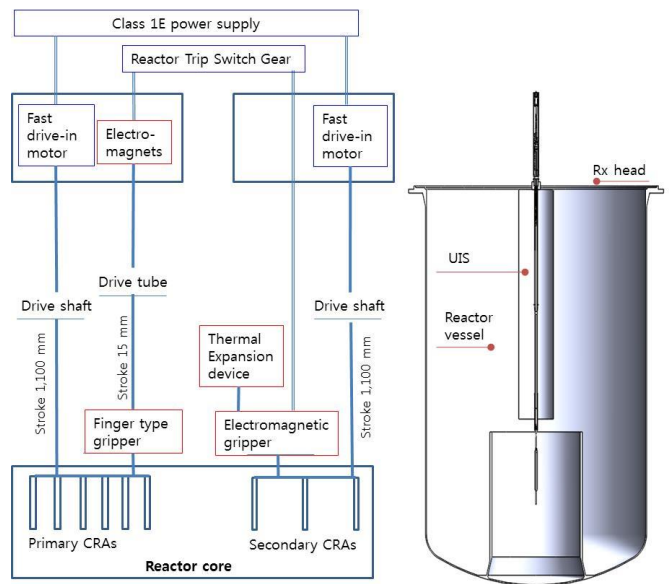 Class 1E power supply
Reactor Trip Switch Gear
Fast
drive-in
motor
Electro-
magnets
Fast
drive-in
motor
Drive shaft
Drive tube
Drive shaft
Stroke 1,100 mm
Stroke 15 mm
Stroke 1,100 mm
Thermal
Expansion
device
Finger type
gripper
Electromagnetic
gripper
Primary CRAs
Secondary CRAs
Reactor core
Rx head
UIS
Reactor
vessel